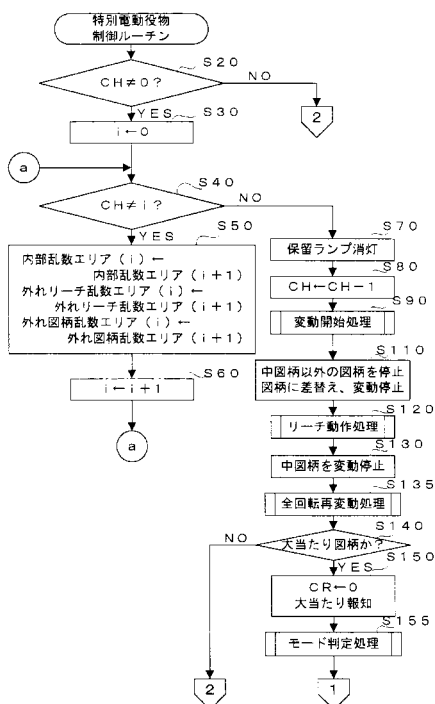 特別電動役物
制御ルーチン
S20
CH≠0?
NO
2
YES
S30
i←0
a
S40
CH≠i?
NO
YES
S50
内部乱数エリア(i)←
内部乱数エリア(i+1)
外れリーチ乱数エリア(i)←
外れリーチ乱数エリア(i+1)
外れ図柄乱数エリア(i)←
外れ図柄乱数エリア(i+1)
S60
i←i+1
a
S70
保留ランプ消灯
S80
CH←CH-1
S90
変動開始処理
S110
中図柄以外の図柄を停止
図柄に差替え、変動停止
S120
リーチ動作処理
S130
中図柄を変動停止
S135
全回転再変動処理
S140
NO
大当たり図柄か?
YES
S150
CR←0
大当たり報知
S155
モード判定処理
2
1